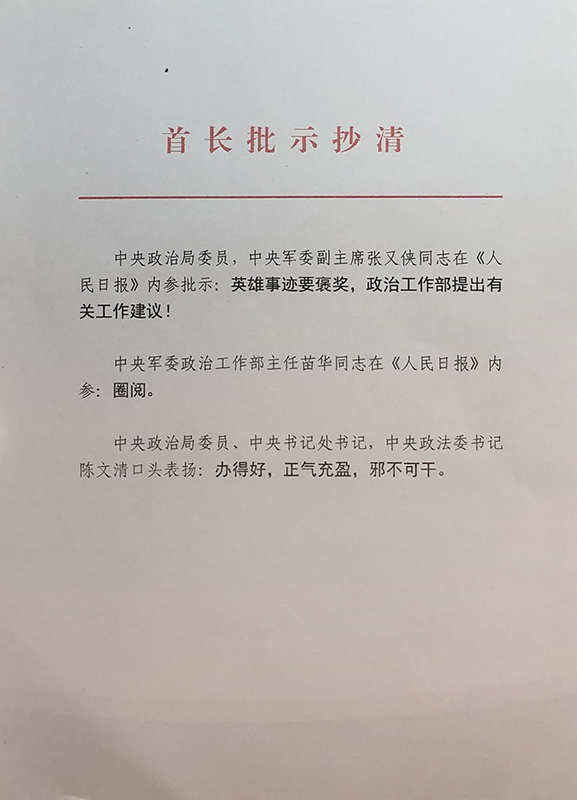 首长批示抄清
中央政治局委员，中央军委副主席张又侠同志在《人
民日报》内参批示：英雄事迹要褒奖，政治工作部提出有
关工作建议！
中央军委政治工作部主任苗华同志在《人民日报》内
参：圈阅。
中央政治局委员、中央书记处书记，中央政法委书记
陈文清口头表扬：办得好，正气充盈，邪不可干。